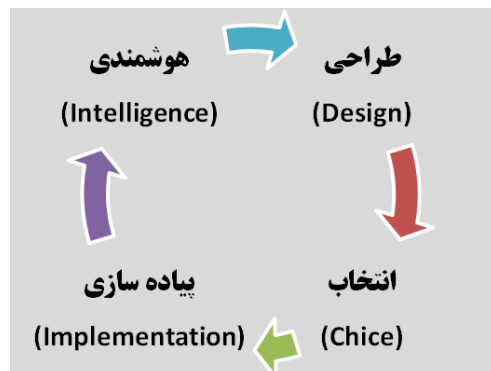 هوشمندی
(Intelligence)
طراحی
(Design)
انتخاب
(Chice)
پیاده سازی
(Implementation)